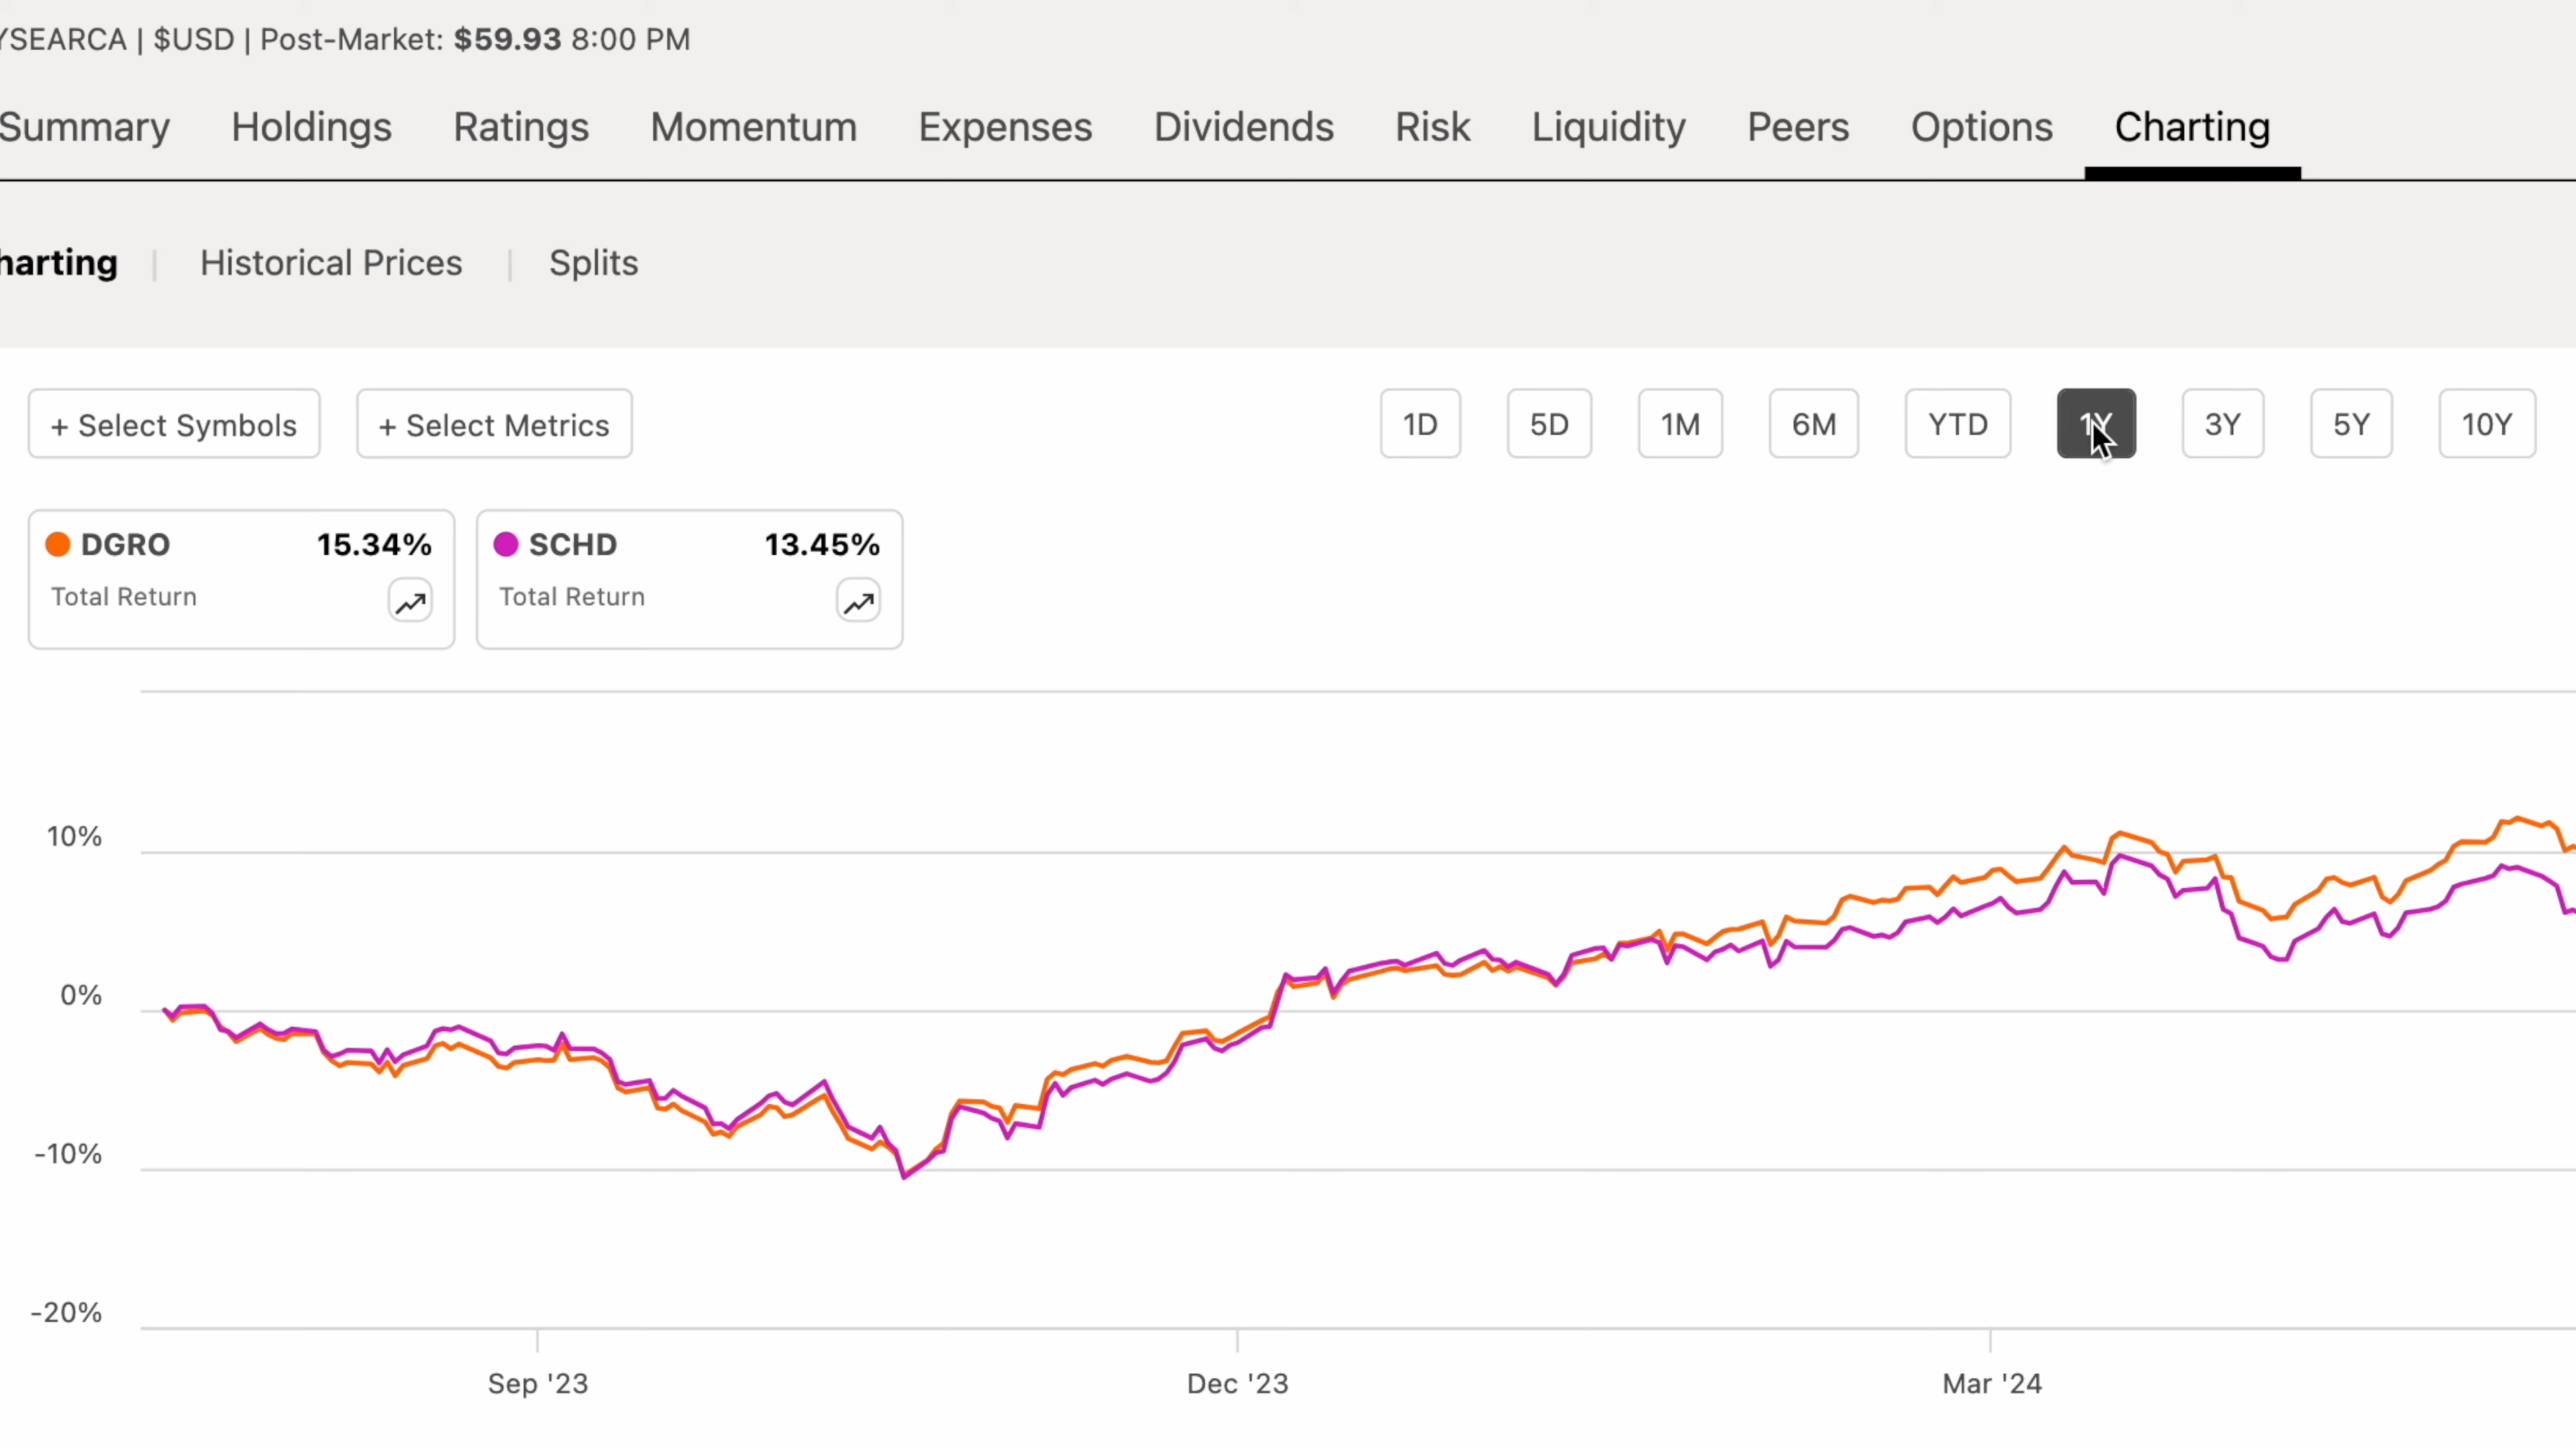 YSEARCA | $USD | Post-Market: $59.93 8:00 PM
Summary Holdings Ratings Momentum Expenses Dividends Risk Liquidity Peers Options Charting
harting | Historical Prices | Splits
+ Select Symbols + Select Metrics 1D 5D 1M 6M YTD 1Y 3Y 5Y 10Y
DGRO 15.34% SCHD 13.45%
Total Return Total Return
10%
0%
-10%
-20%
Sep '23 Dec '23 Mar '24